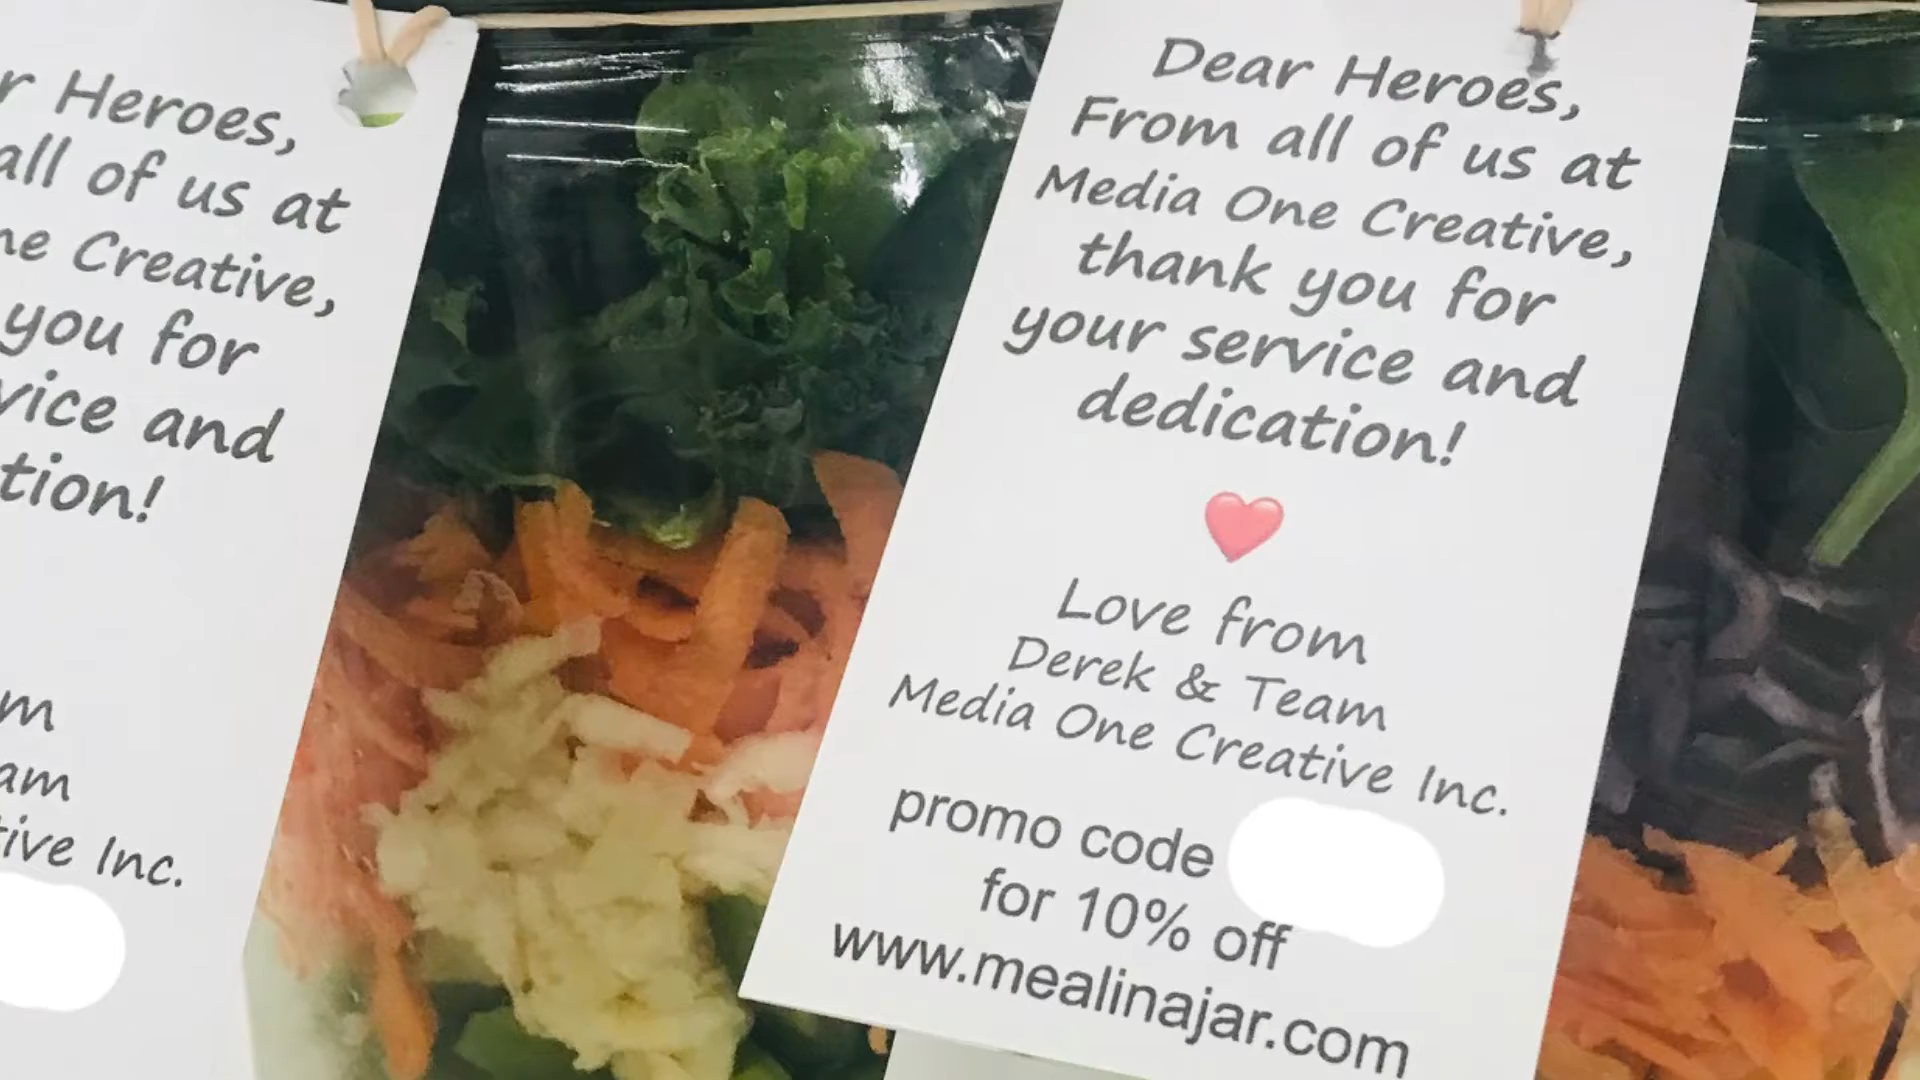 r Heroes,
all of us at
ne Creative,
you for
vice and
tion!
m
am
tive Inc.
Dear Heroes,
From all of us at
Media One Creative,
thank you for
your service and
dedication!
Love from
Derek & Team
Media One Creative Inc.
promo code
for 10% off
www.mealinajar.com